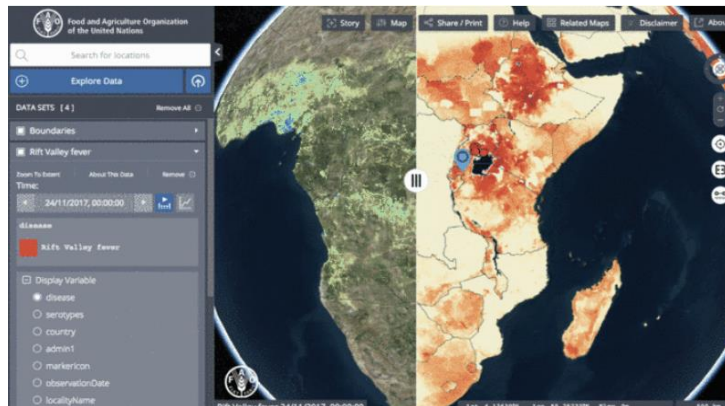 Food and Agriculture Organization
of the United Nations
Story
Map
Share / Print
Help
Related Maps
Disclaimer
Abou
Search for locations
Explore Data
DATA SETS [ 4 ]
Remove All
Boundaries
Rift Valley fever
Zoom To Extent
About This Data
Remove
Time:
24/11/2017, 00:00:00
disease
Rift Valley fever
Display Variable
disease
serotypes
country
admin1
markericon
observationDate
localityName
FAO